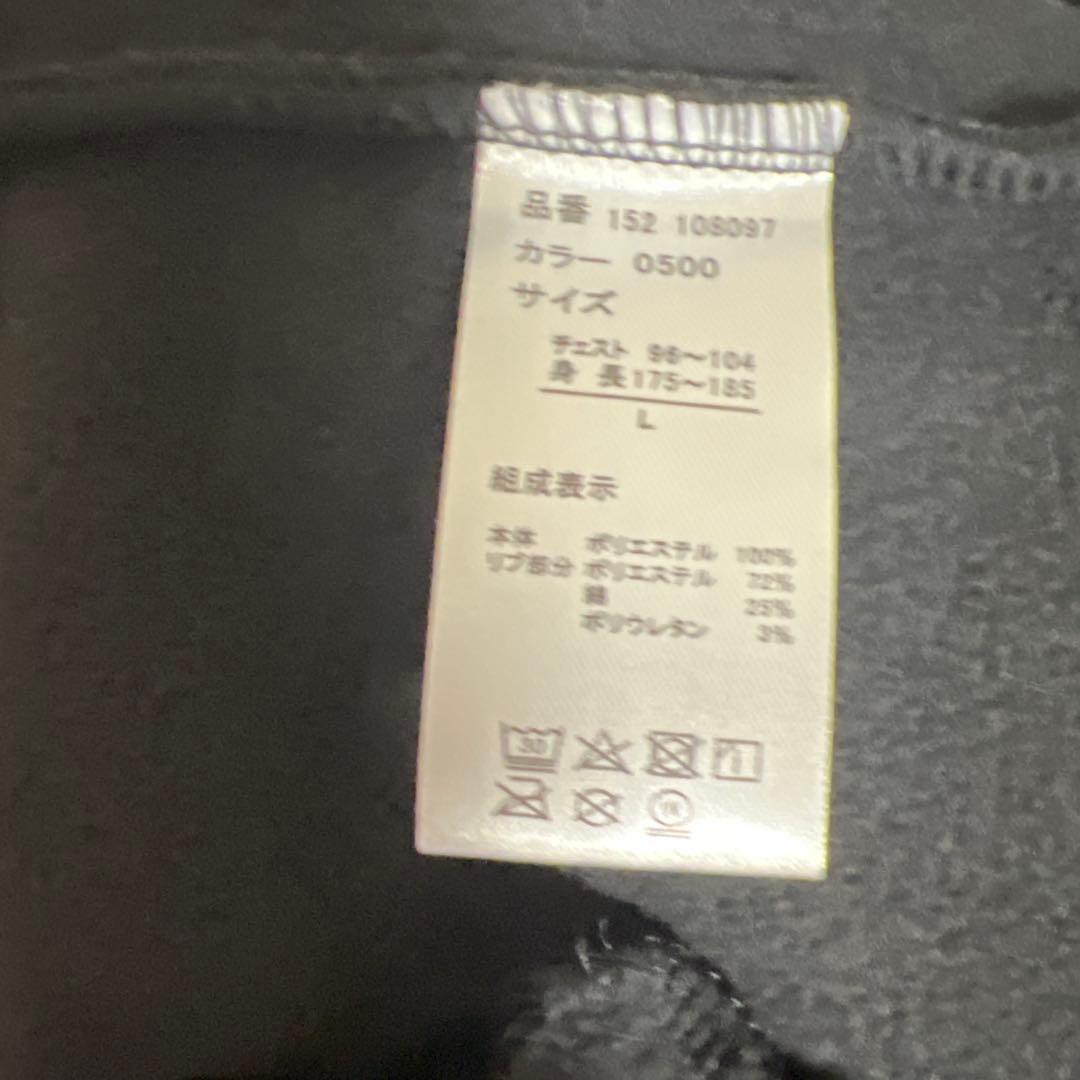 品番 152 108097
カラー 0500
サイズ
チェスト 96～104
身 長 175～185
L
組成表示
本体 ポリエステル 100%
リブ部分 ポリエステル 72%
綿 25%
ポリウレタン 3%
30